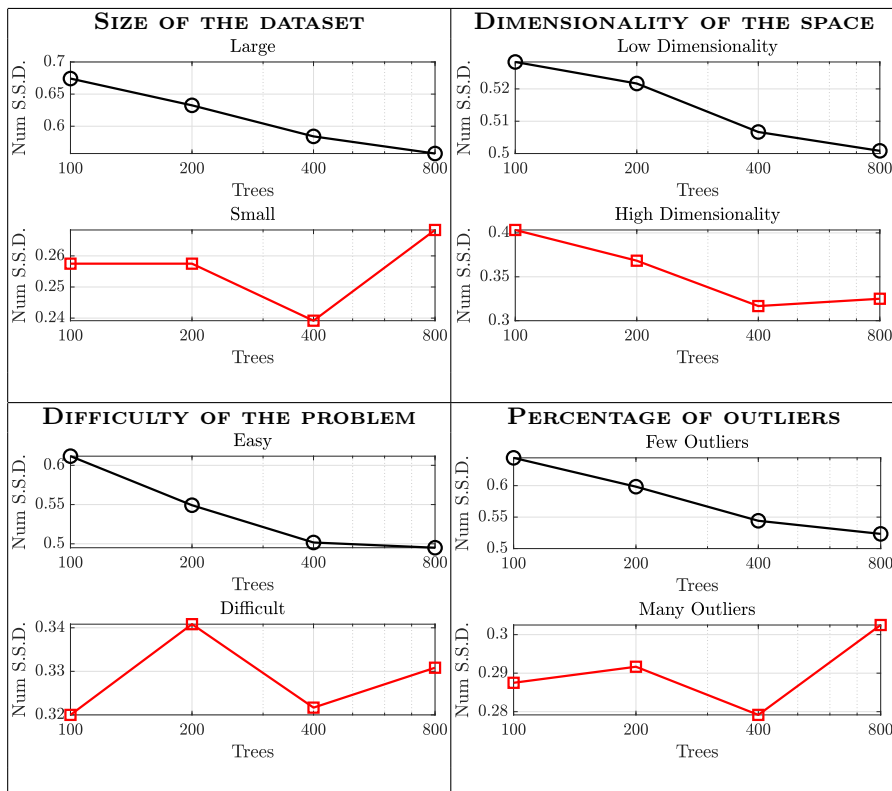 SIZE OF THE DATASET
Large
Num S.S.D.
0.7
0.65
0.6
100 200 400 800
Trees
Small
Num S.S.D.
0.26
0.25
0.24
100 200 400 800
Trees
DIMENSIONALITY OF THE SPACE
Low Dimensionality
Num S.S.D.
0.52
0.51
0.5
100 200 400 800
Trees
High Dimensionality
Num S.S.D.
0.4
0.35
0.3
100 200 400 800
Trees
DIFFICULTY OF THE PROBLEM
Easy
Num S.S.D.
0.6
0.55
0.5
100 200 400 800
Trees
Difficult
Num S.S.D.
0.34
0.33
0.32
100 200 400 800
Trees
PERCENTAGE OF OUTLIERS
Few Outliers
Num S.S.D.
0.6
0.55
0.5
100 200 400 800
Trees
Many Outliers
Num S.S.D.
0.3
0.29
0.28
100 200 400 800
Trees